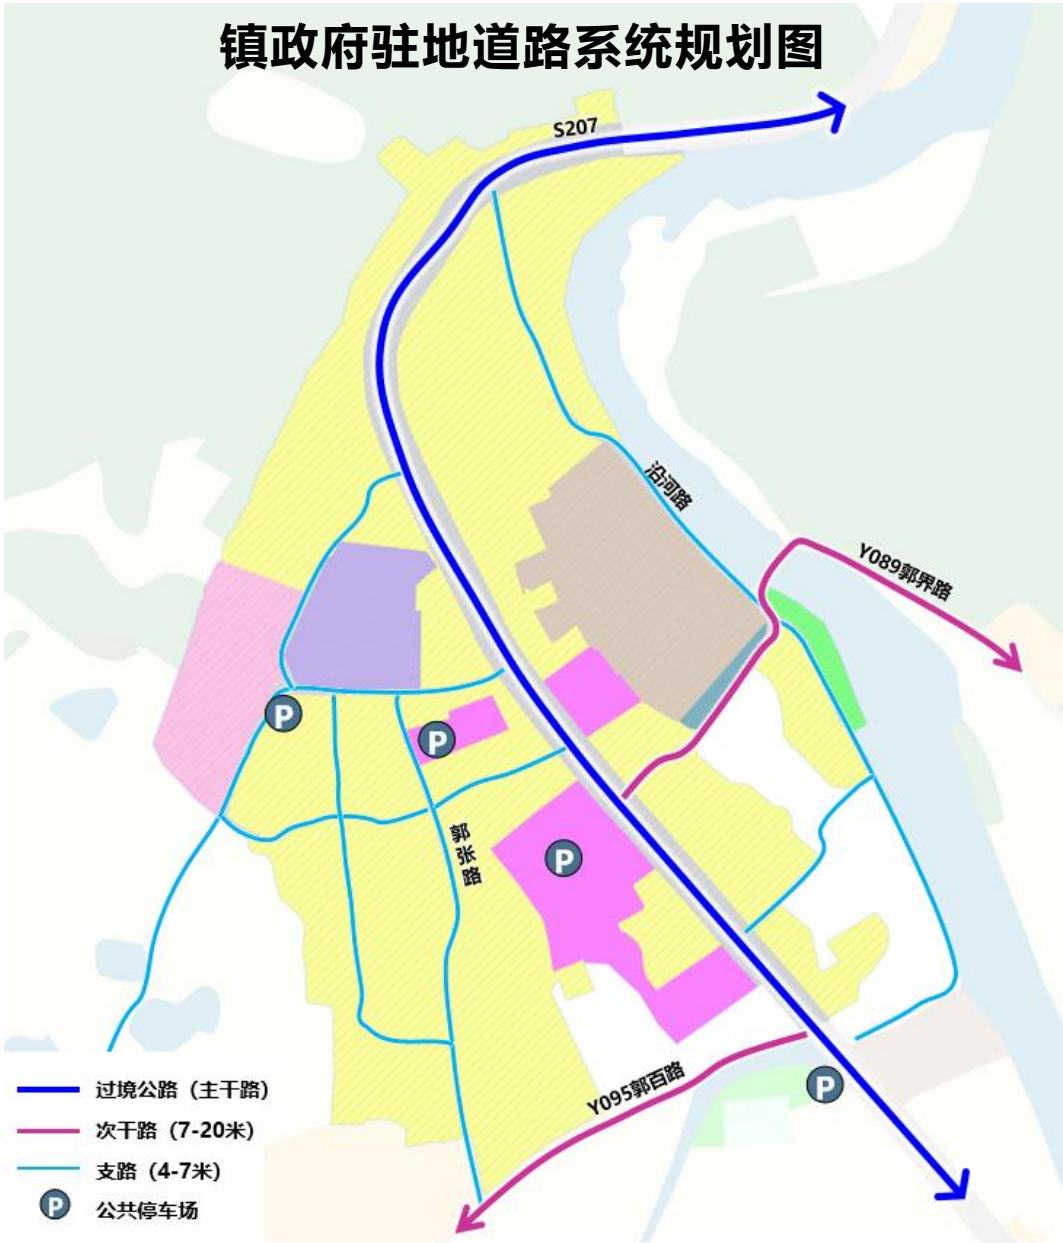 镇政府驻地道路系统规划图
S207
沿河路
Y089郭界路
P
P
郭张路
P
Y095郭百路
P
过境公路（主干路）
次干路（7-20米）
支路（4-7米）
P 公共停车场